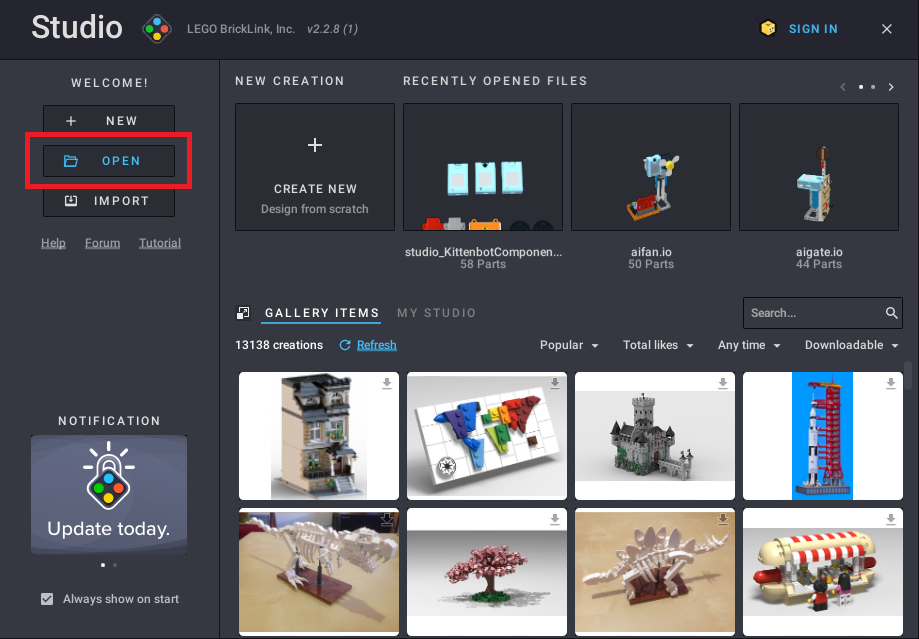 Studio
LEGO BrickLink, Inc. v2.2.8 (1)
SIGN IN
WELCOME!
NEW
OPEN
IMPORT
Help Forum Tutorial
NEW CREATION
RECENTLY OPENED FILES
CREATE NEW
Design from scratch
studio_KittenbotComponen...
58 Parts
aifan.io
50 Parts
aigate.io
44 Parts
GALLERY ITEMS MY STUDIO
Search...
13138 creations Refresh
Popular Total likes Any time Downloadable
NOTIFICATION
Update today.
Always show on start